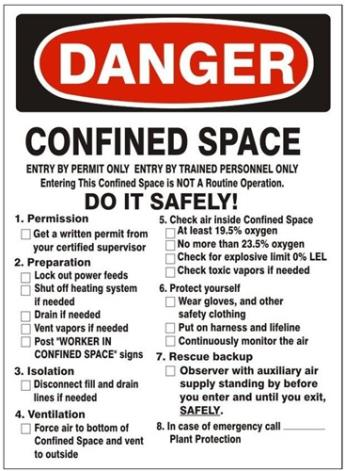 DANGER
CONFINED SPACE
ENTRY BY PERMIT ONLY ENTRY BY TRAINED PERSONNEL ONLY
Entering This Confined Space is NOT A Routine Operation.
DO IT SAFELY!
1. Permission
Get a written permit from
your certified supervisor
2. Preparation
Lock out power feeds
Shut off heating system
if needed
Drain if needed
Vent vapors if needed
Post "WORKER IN
CONFINED SPACE" signs
3. Isolation
Disconnect fill and drain
lines if needed
4. Ventilation
Force air to bottom of
Confined Space and vent
to outside
5. Check air inside Confined Space
At least 19.5% oxygen
No more than 23.5% oxygen
Check for explosive limit 0% LEL
Check toxic vapors if needed
6. Protect yourself
Wear gloves, and other
safety clothing
Put on harness and lifeline
Continuously monitor the air
7. Rescue backup
Observer with auxiliary air
supply standing by before
you enter and until you exit,
SAFELY.
8. In case of emergency call ________
Plant Protection